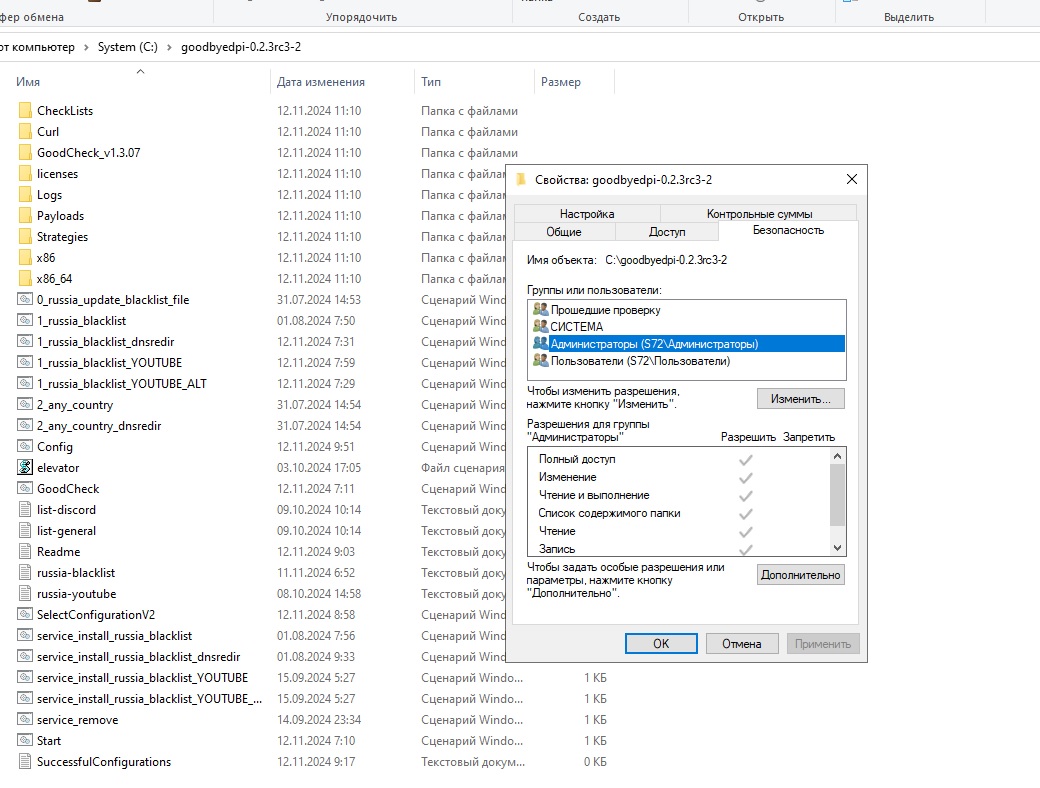 фер обмена Упорядочить Создать Открыть Выделить
от компьютер › System (C:) › goodbyedpi-0.2.3rc3-2
Имя Дата изменения Тип Размер
CheckLists 12.11.2024 11:10 Папка с файлами
Curl 12.11.2024 11:10 Папка с файлами
GoodCheck_v1.3.07 12.11.2024 11:10 Папка с файлами
licenses 12.11.2024 11:10 Папка с файлам
Logs 12.11.2024 11:10 Папка с файлам
Payloads 12.11.2024 11:10 Папка с файлам
Strategies 12.11.2024 11:10 Папка с файлам
x86 12.11.2024 11:10 Папка с файлам
x86_64 12.11.2024 11:10 Папка с файлам
0_russia_update_blacklist_file 31.07.2024 14:53 Сценарий Wind
1_russia_blacklist 01.08.2024 7:50 Сценарий Wind
1_russia_blacklist_dnsredir 12.11.2024 7:31 Сценарий Wind
1_russia_blacklist_YOUTUBE 12.11.2024 7:59 Сценарий Wind
1_russia_blacklist_YOUTUBE_ALT 12.11.2024 7:29 Сценарий Wind
2_any_country 31.07.2024 14:54 Сценарий Wind
2_any_country_dnsredir 31.07.2024 14:54 Сценарий Wind
Config 12.11.2024 9:51 Сценарий Wind
elevator 03.10.2024 17:05 Файл сценария
GoodCheck 12.11.2024 7:11 Сценарий Wind
list-discord 09.10.2024 10:14 Текстовый доку
list-general 09.10.2024 10:14 Текстовый доку
Readme 12.11.2024 9:03 Текстовый доку
russia-blacklist 11.11.2024 6:52 Текстовый доку
russia-youtube 08.10.2024 14:58 Текстовый доку
SelectConfigurationV2 12.11.2024 8:58 Сценарий Wind
service_install_russia_blacklist 01.08.2024 7:56 Сценарий Wind
service_install_russia_blacklist_dnsredir 01.08.2024 9:33 Сценарий Wind
service_install_russia_blacklist_YOUTUBE 15.09.2024 5:27 Сценарий Windo... 1 КБ
service_install_russia_blacklist_YOUTUBE_... 15.09.2024 5:27 Сценарий Windo... 1 КБ
service_remove 14.09.2024 23:34 Сценарий Windo... 1 КБ
Start 12.11.2024 7:10 Сценарий Windo... 1 КБ
SuccessfulConfigurations 12.11.2024 9:17 Текстовый докум... 0 КБ
Свойства: goodbyedpi-0.2.3rc3-2
Настройка Контрольные суммы
Общие Доступ Безопасность
Имя объекта: C:\goodbyedpi-0.2.3rc3-2
Группы или пользователи:
Прошедшие проверку
СИСТЕМА
Администраторы (S72\Администраторы)
Пользователи (S72\Пользователи)
Чтобы изменить разрешения,
нажмите кнопку "Изменить".
Изменить...
Разрешения для группы
"Администраторы" Разрешить Запретить
Полный доступ
Изменение
Чтение и выполнение
Список содержимого папки
Чтение
Запись
Чтобы задать особые разрешения или
параметры, нажмите кнопку
"Дополнительно".
Дополнительно
OK Отмена Применить